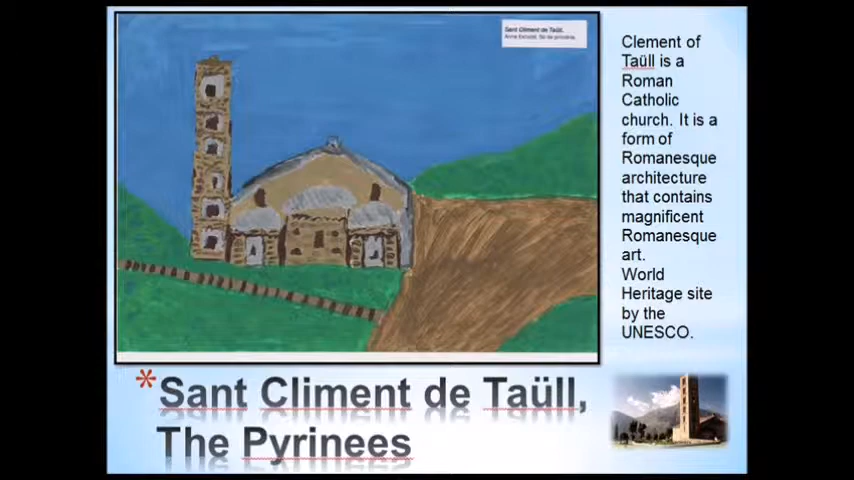 Sant Climent de Taüll,
Clement of
Taüll is a
Roman
Catholic
church. It is a
form of
Romanesque
architecture
that contains
magnificent
Romanesque
art.
World
Heritage site
by the
UNESCO.
*Sant Climent de Taüll,
The Pyrinees